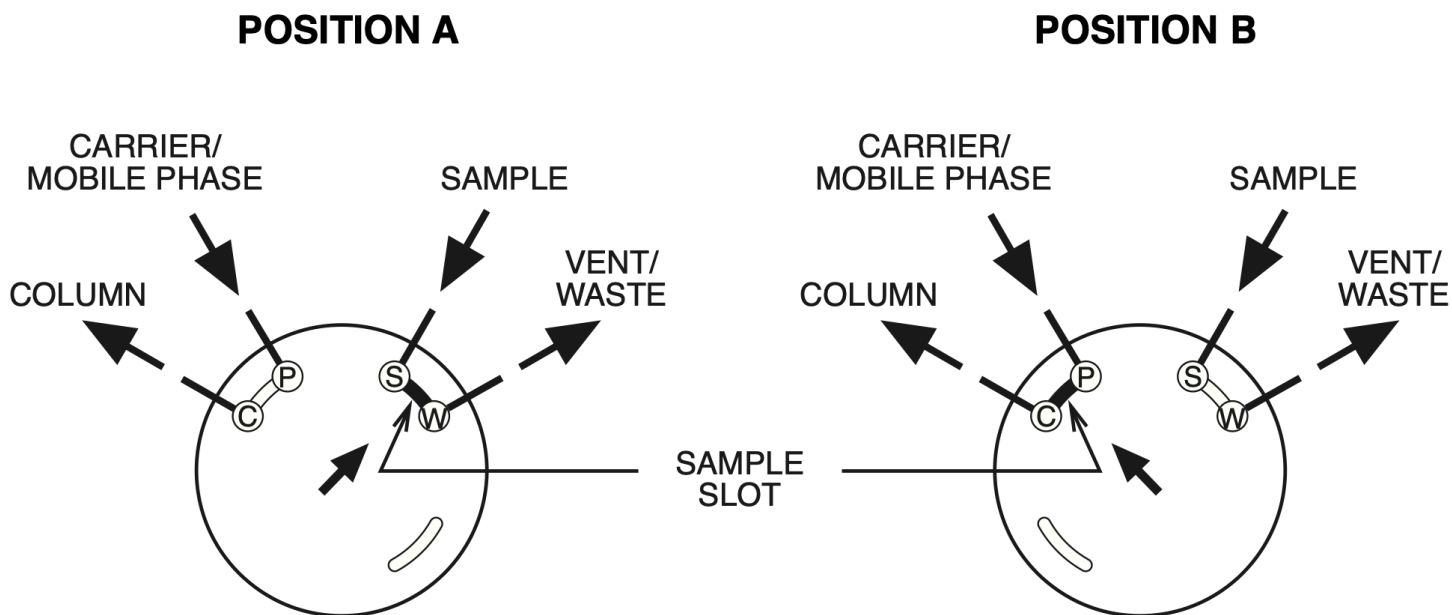 POSITION A
POSITION B
CARRIER/
MOBILE PHASE
SAMPLE
COLUMN
VENT/
WASTE
P
S
C
W
CARRIER/
MOBILE PHASE
SAMPLE
COLUMN
VENT/
WASTE
P
S
C
W
SAMPLE
SLOT